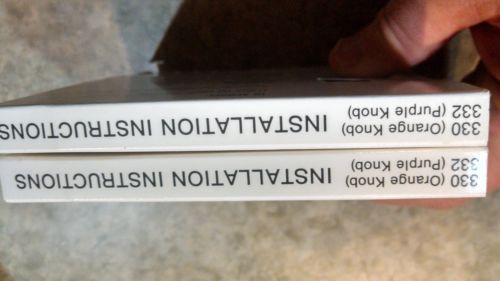 330 (Orange Knob)
332 (Purple Knob)
INSTALLATION INSTRUCTIONS
330 (Orange Knob)
332 (Purple Knob)
INSTALLATION INSTRUCTIONS